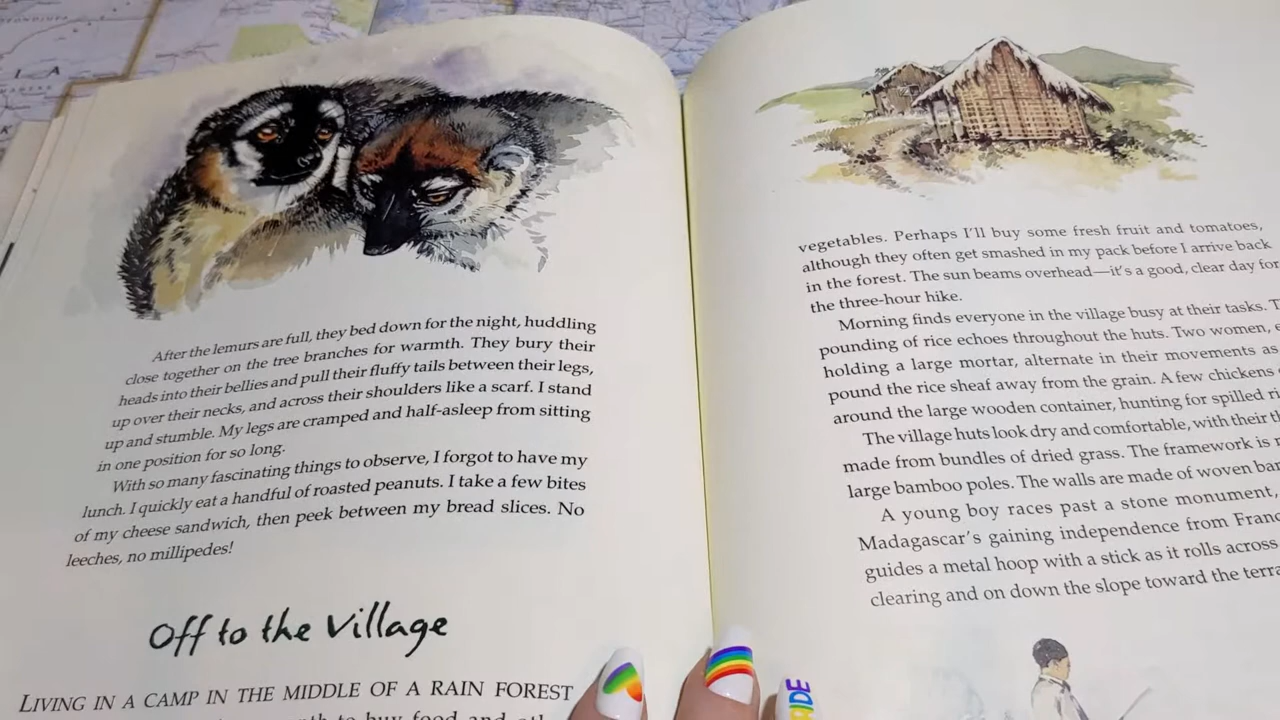 After the lemurs are full, they bed down for the night, huddling
close together on the tree branches for warmth. They bury their
heads into their bellies and pull their fluffy tails between their legs,
up over their necks, and across their shoulders like a scarf. I stand
up and stumble. My legs are cramped and half-asleep from sitting
in one position for so long.
With so many fascinating things to observe, I forgot to have my
lunch. I quickly eat a handful of roasted peanuts. I take a few bites
of my cheese sandwich, then peek between my bread slices. No
leeches, no millipedes!
Off to the Village
LIVING IN A CAMP IN THE MIDDLE OF A RAIN FOREST
to buy food and
vegetables. Perhaps I'll buy some fresh fruit and tomatoes,
although they often get smashed in my pack before I arrive back
in the forest. The sun beams overhead—it's a good, clear day for
the three-hour hike.
Morning finds everyone in the village busy at their tasks.
pounding of rice echoes throughout the huts. Two women,
holding a large mortar, alternate in their movements as
pound the rice sheaf away from the grain. A few chickens
around the large wooden container, hunting for spilled
The village huts look dry and comfortable, with their
made from bundles of dried grass. The framework is
large bamboo poles. The walls are made of woven
A young boy races past a stone monument,
Madagascar's gaining independence from
guides a metal hoop with a stick as it rolls across
clearing and on down the slope toward the